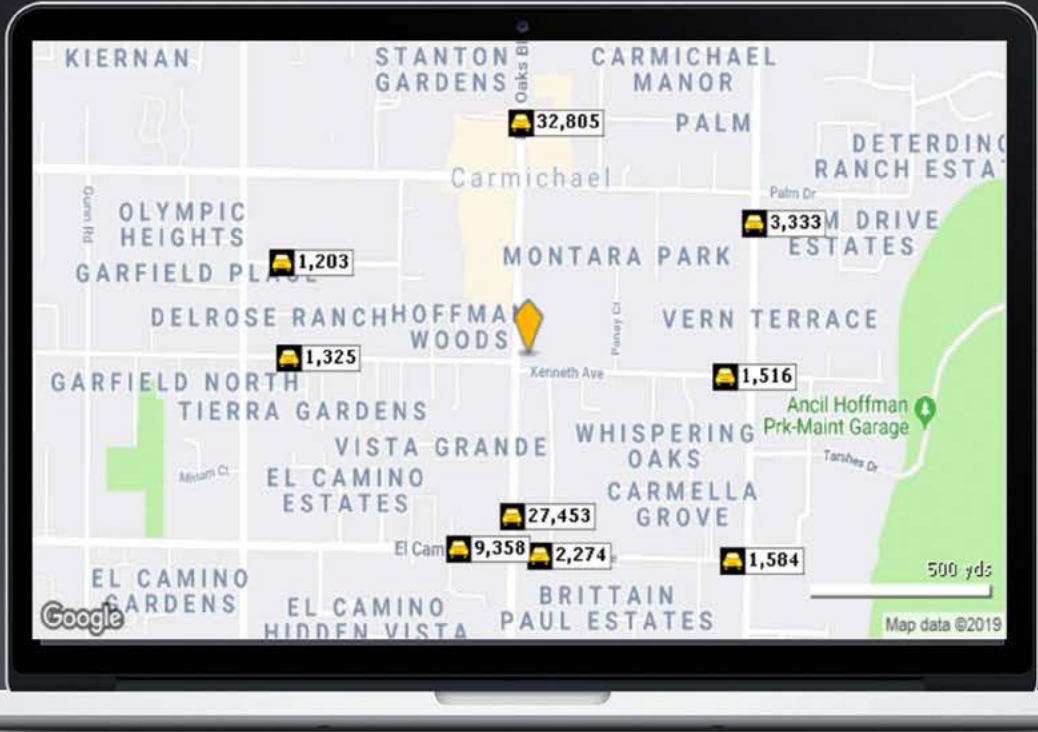 KIERNAN
STANTON
GARDENS
Oaks Bl
CARMICHAEL
MANOR
32,805
PALM
DETERDING
RANCH ESTA
Carmichael
Palm Dr
Gunn Rd
OLYMPIC
HEIGHTS
3,333
M DRIVE
ESTATES
1,203
GARFIELD PLACE
MONTARA PARK
DELROSE RANCH
HOFFMAN
WOODS
Panay Ct
VERN TERRACE
1,325
Kenneth Ave
1,516
GARFIELD NORTH
TIERRA GARDENS
Ancil Hoffman
Prk-Maint Garage
VISTA GRANDE
WHISPERING
OAKS
Tarshes Dr
Miriam Ct
EL CAMINO
ESTATES
CARMELLA
GROVE
27,453
El Cam
9,358
2,274
e
1,584
500 yds
EL CAMINO
GARDENS
EL CAMINO
HIDDEN VISTA
BRITTAIN
PAUL ESTATES
Google
Map data ©2019